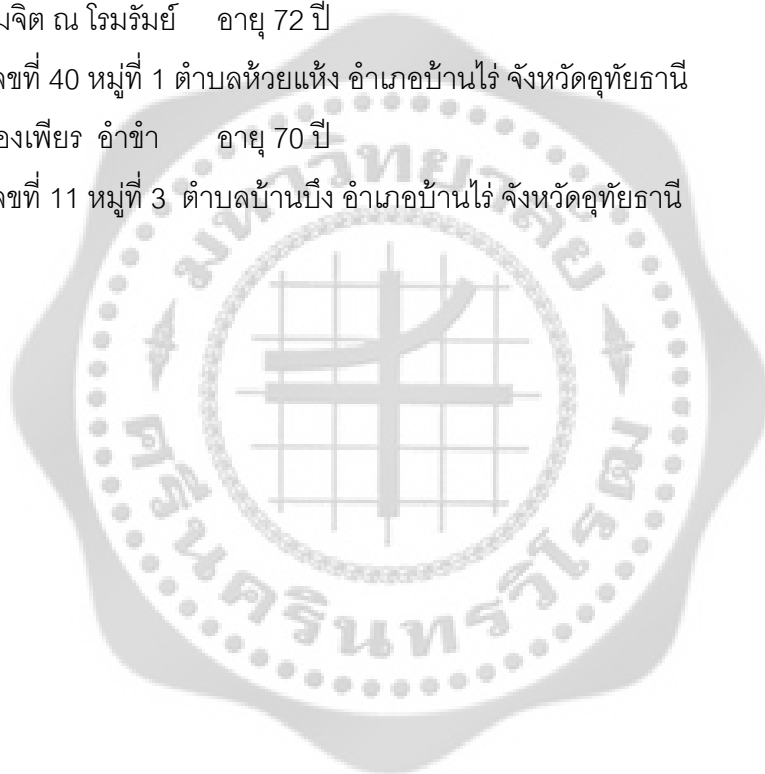 มจิต ณ โรมรัมย์ อายุ 72 ปี
ลขที่ 40 หมู่ที่ 1 ตำบลห้วยแห้ง อำเภอบ้านไร่ จังหวัดอุทัยธานี
องเพียร อำขำ อายุ 70 ปี
ลขที่ 11 หมู่ที่ 3 ตำบลบ้านบึง อำเภอบ้านไร่ จังหวัดอุทัยธานี
มหาวิทยาลัย
ศรีนครินทรวิโรฒ